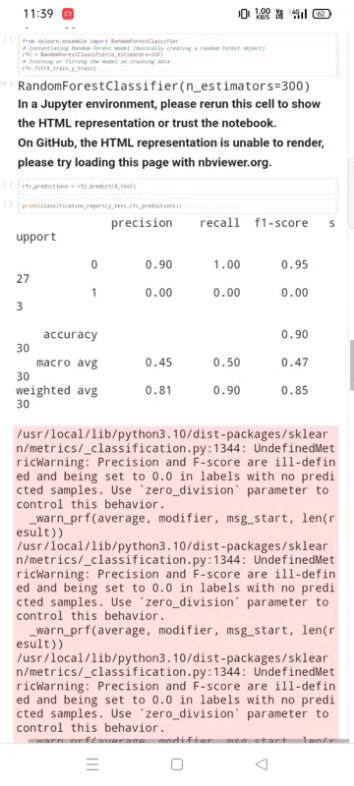 11:39
1.00 KB/S 4G 62
from sklearn.ensemble import RandomForestClassifier
# Instantiating Random Forest model (basically creating a random forest object)
rfc = RandomForestClassifier(n_estimators=300)
# Training or fitting the model on training data
rfc.fit(X_train,y_train)
RandomForestClassifier(n_estimators=300)
In a Jupyter environment, please rerun this cell to show
the HTML representation or trust the notebook.
On GitHub, the HTML representation is unable to render,
please try loading this page with nbviewer.org.
rfc_predictions = rfc.predict(X_test)
print(classification_report(y_test,rfc_predictions))
precision recall f1-score s
upport
0 0.90 1.00 0.95
27
1 0.00 0.00 0.00
3
accuracy 0.90
30
macro avg 0.45 0.50 0.47
30
weighted avg 0.81 0.90 0.85
30
/usr/local/lib/python3.10/dist-packages/sklear
n/metrics/_classification.py:1344: UndefinedMet
ricWarning: Precision and F-score are ill-defin
ed and being set to 0.0 in labels with no predi
cted samples. Use `zero_division` parameter to
control this behavior.
_warn_prf(average, modifier, msg_start, len(r
esult))
/usr/local/lib/python3.10/dist-packages/sklear
n/metrics/_classification.py:1344: UndefinedMet
ricWarning: Precision and F-score are ill-defin
ed and being set to 0.0 in labels with no predi
cted samples. Use `zero_division` parameter to
control this behavior.
_warn_prf(average, modifier, msg_start, len(r
esult))
/usr/local/lib/python3.10/dist-packages/sklear
n/metrics/_classification.py:1344: UndefinedMet
ricWarning: Precision and F-score are ill-defin
ed and being set to 0.0 in labels with no predi
cted samples. Use `zero_division` parameter to
control this behavior.
_warn_prf(average, modifier, msg_start, len(r